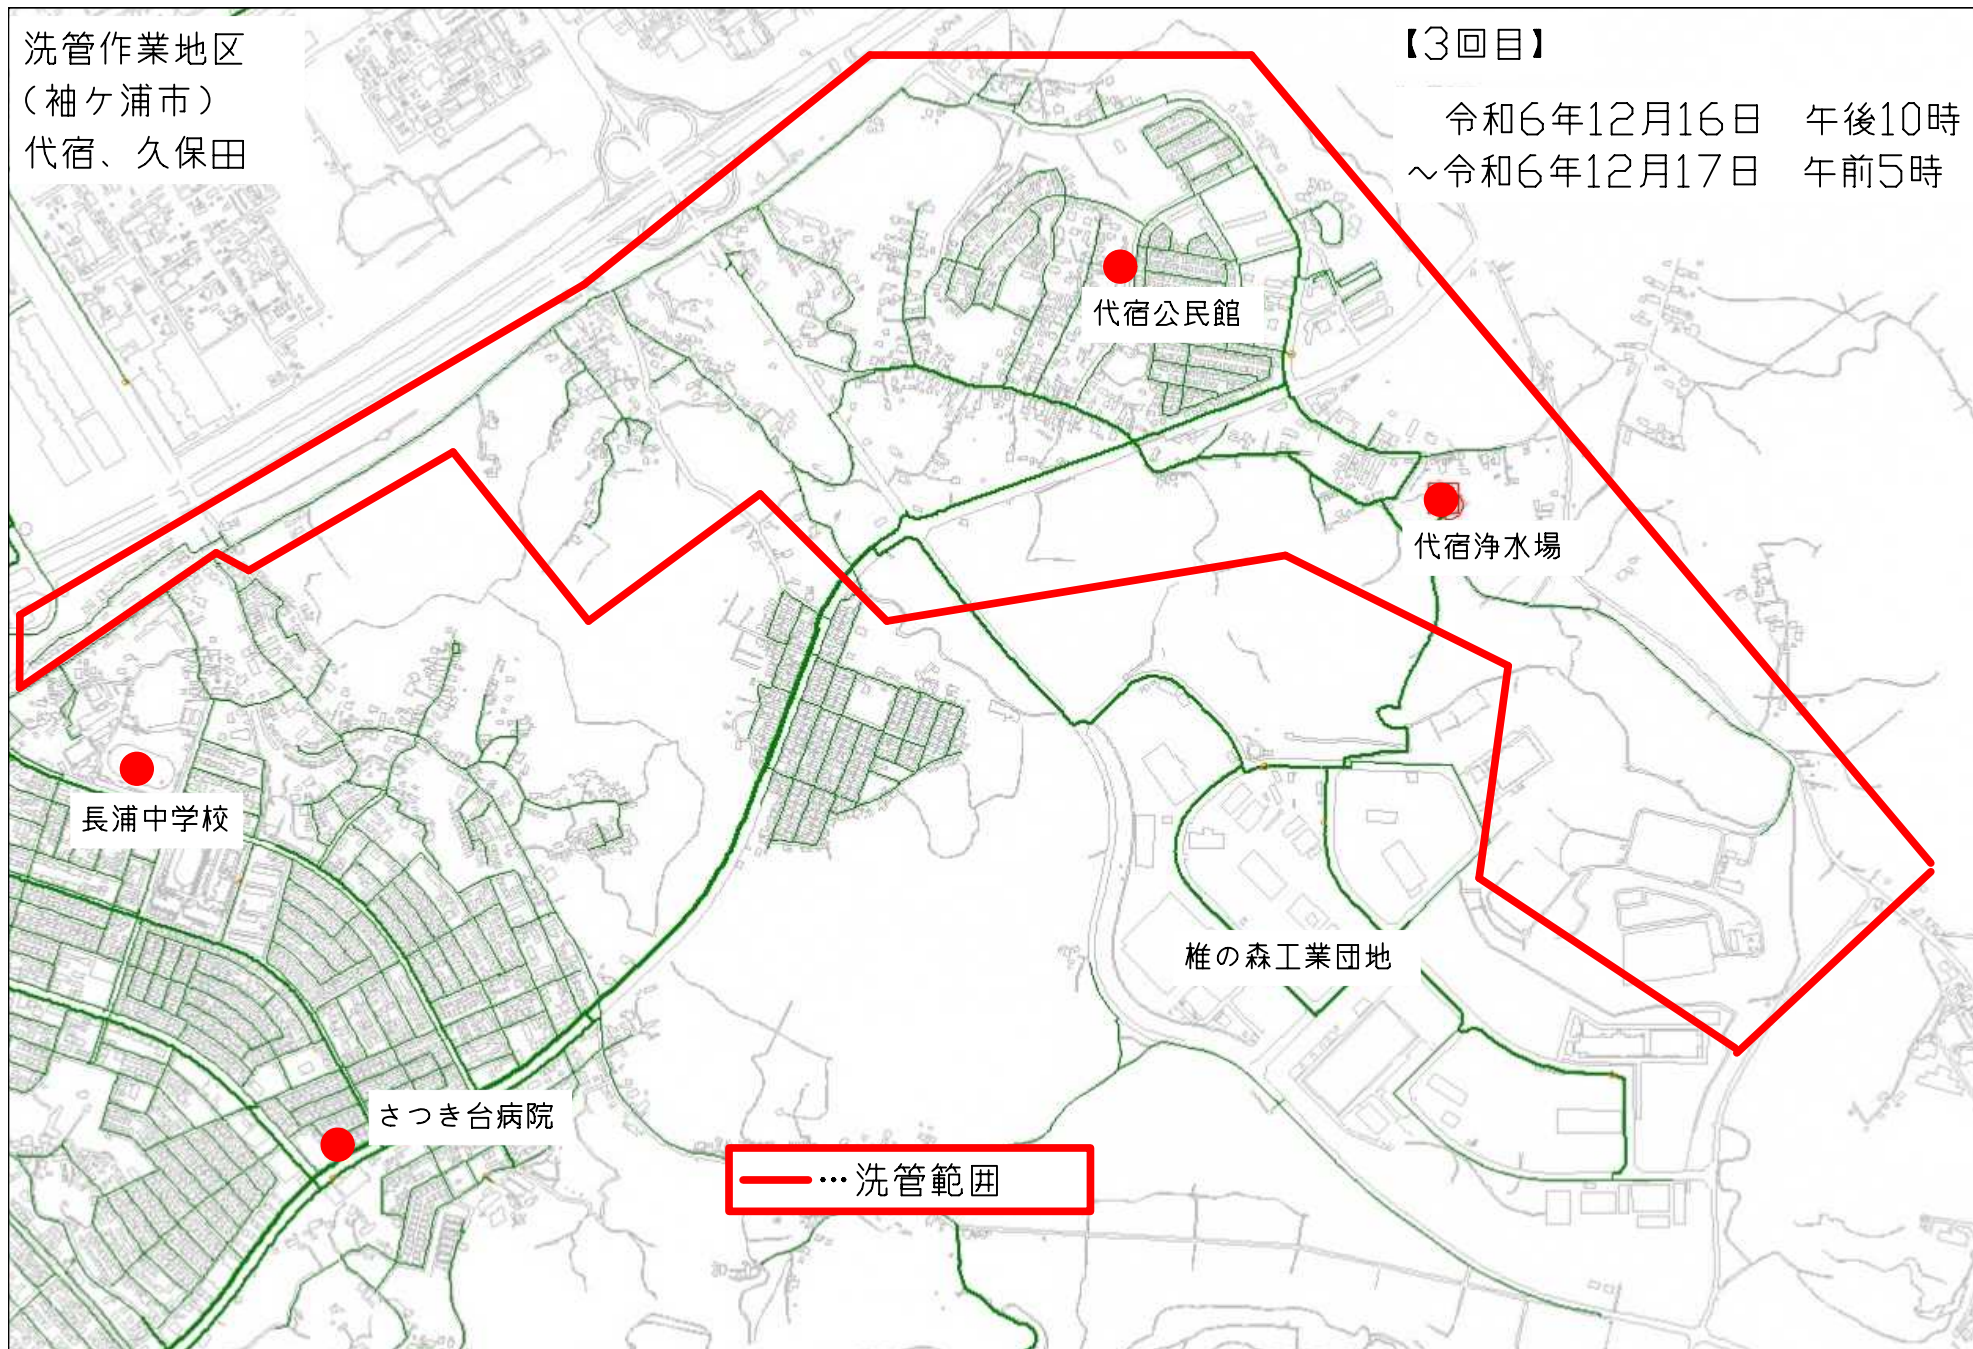 洗管作業地区
(袖ケ浦市)
代宿、久保田
【3回目】
令和6年12月16日　午後10時
～令和6年12月17日　午前5時
代宿公民館
代宿浄水場
長浦中学校
椎の森工業団地
さつき台病院
…洗管範囲